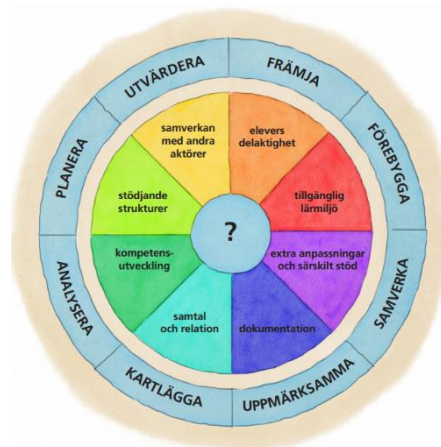 UTVÄRDERA
FRÄMJA
FÖREBYGGA
SAMVERKA
UPPMÄRKSAMMA
KARTLÄGGA
ANALYSERA
PLANERA
samverkan
med andra
aktörer
elevers
delaktighet
tillgänglig
lärmiljö
extra anpassningar
och särskilt stöd
dokumentation
samtal
och relation
kompetens-
utveckling
stödjande
strukturer
?